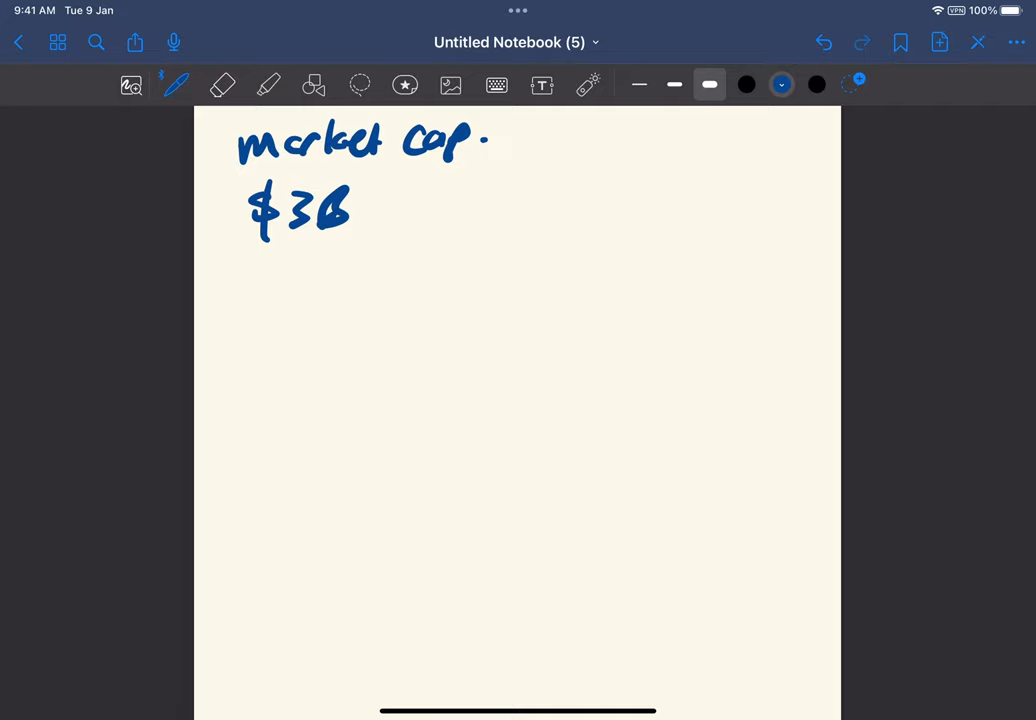 9:41 AM Tue 9 Jan
VPN 100%
Untitled Notebook (5)
T
market cap.
$3B